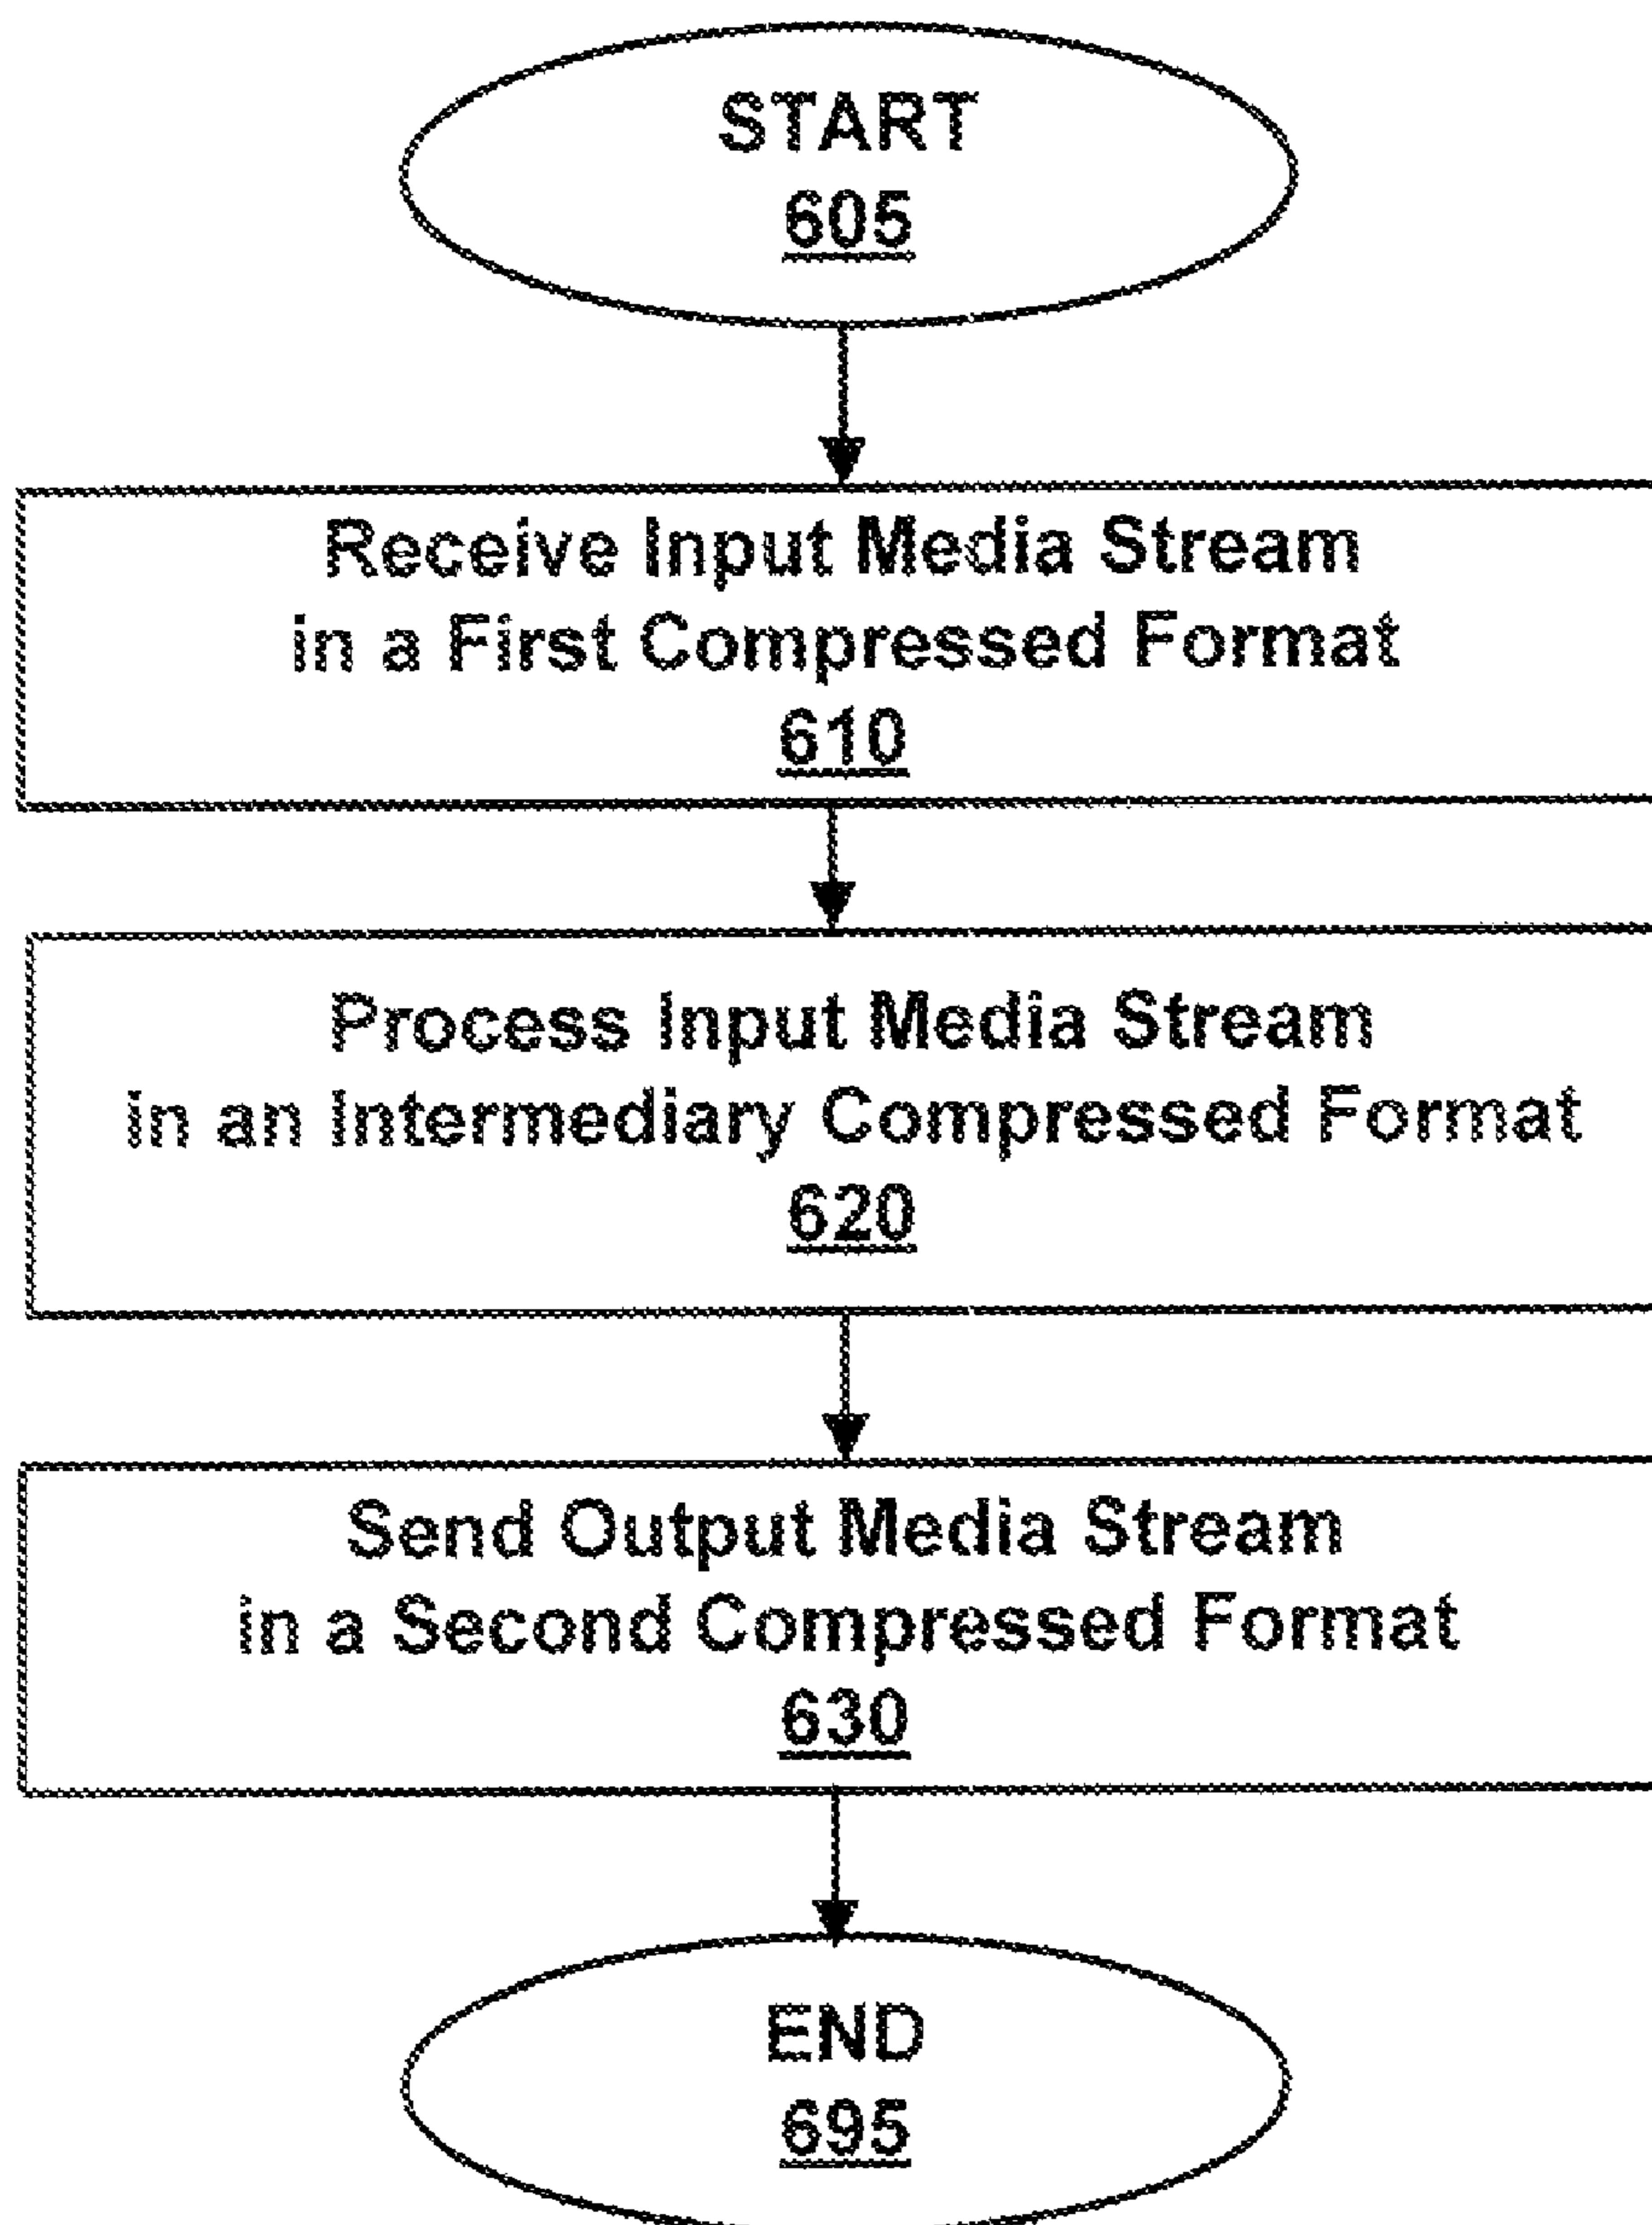 START
605
Receive Input Media Stream
in a First Compressed Format
610
Process Input Media Stream
in an Intermediary Compressed Format
620
Send Output Media Stream
in a Second Compressed Format
630
END
695